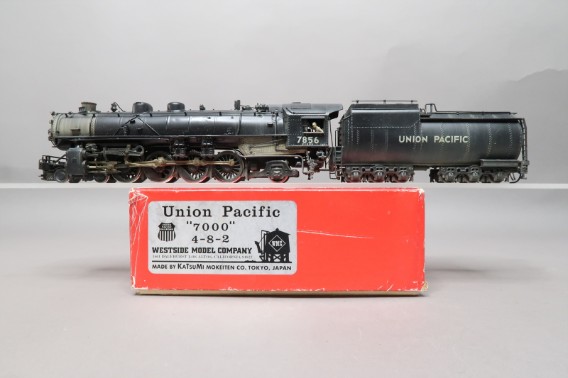 7856
UNION PACIFIC
Union Pacific
"7000"
4-8-2
WESTSIDE MODEL COMPANY
MADE BY KATSUMI MOKEITEN CO. TOKYO, JAPAN